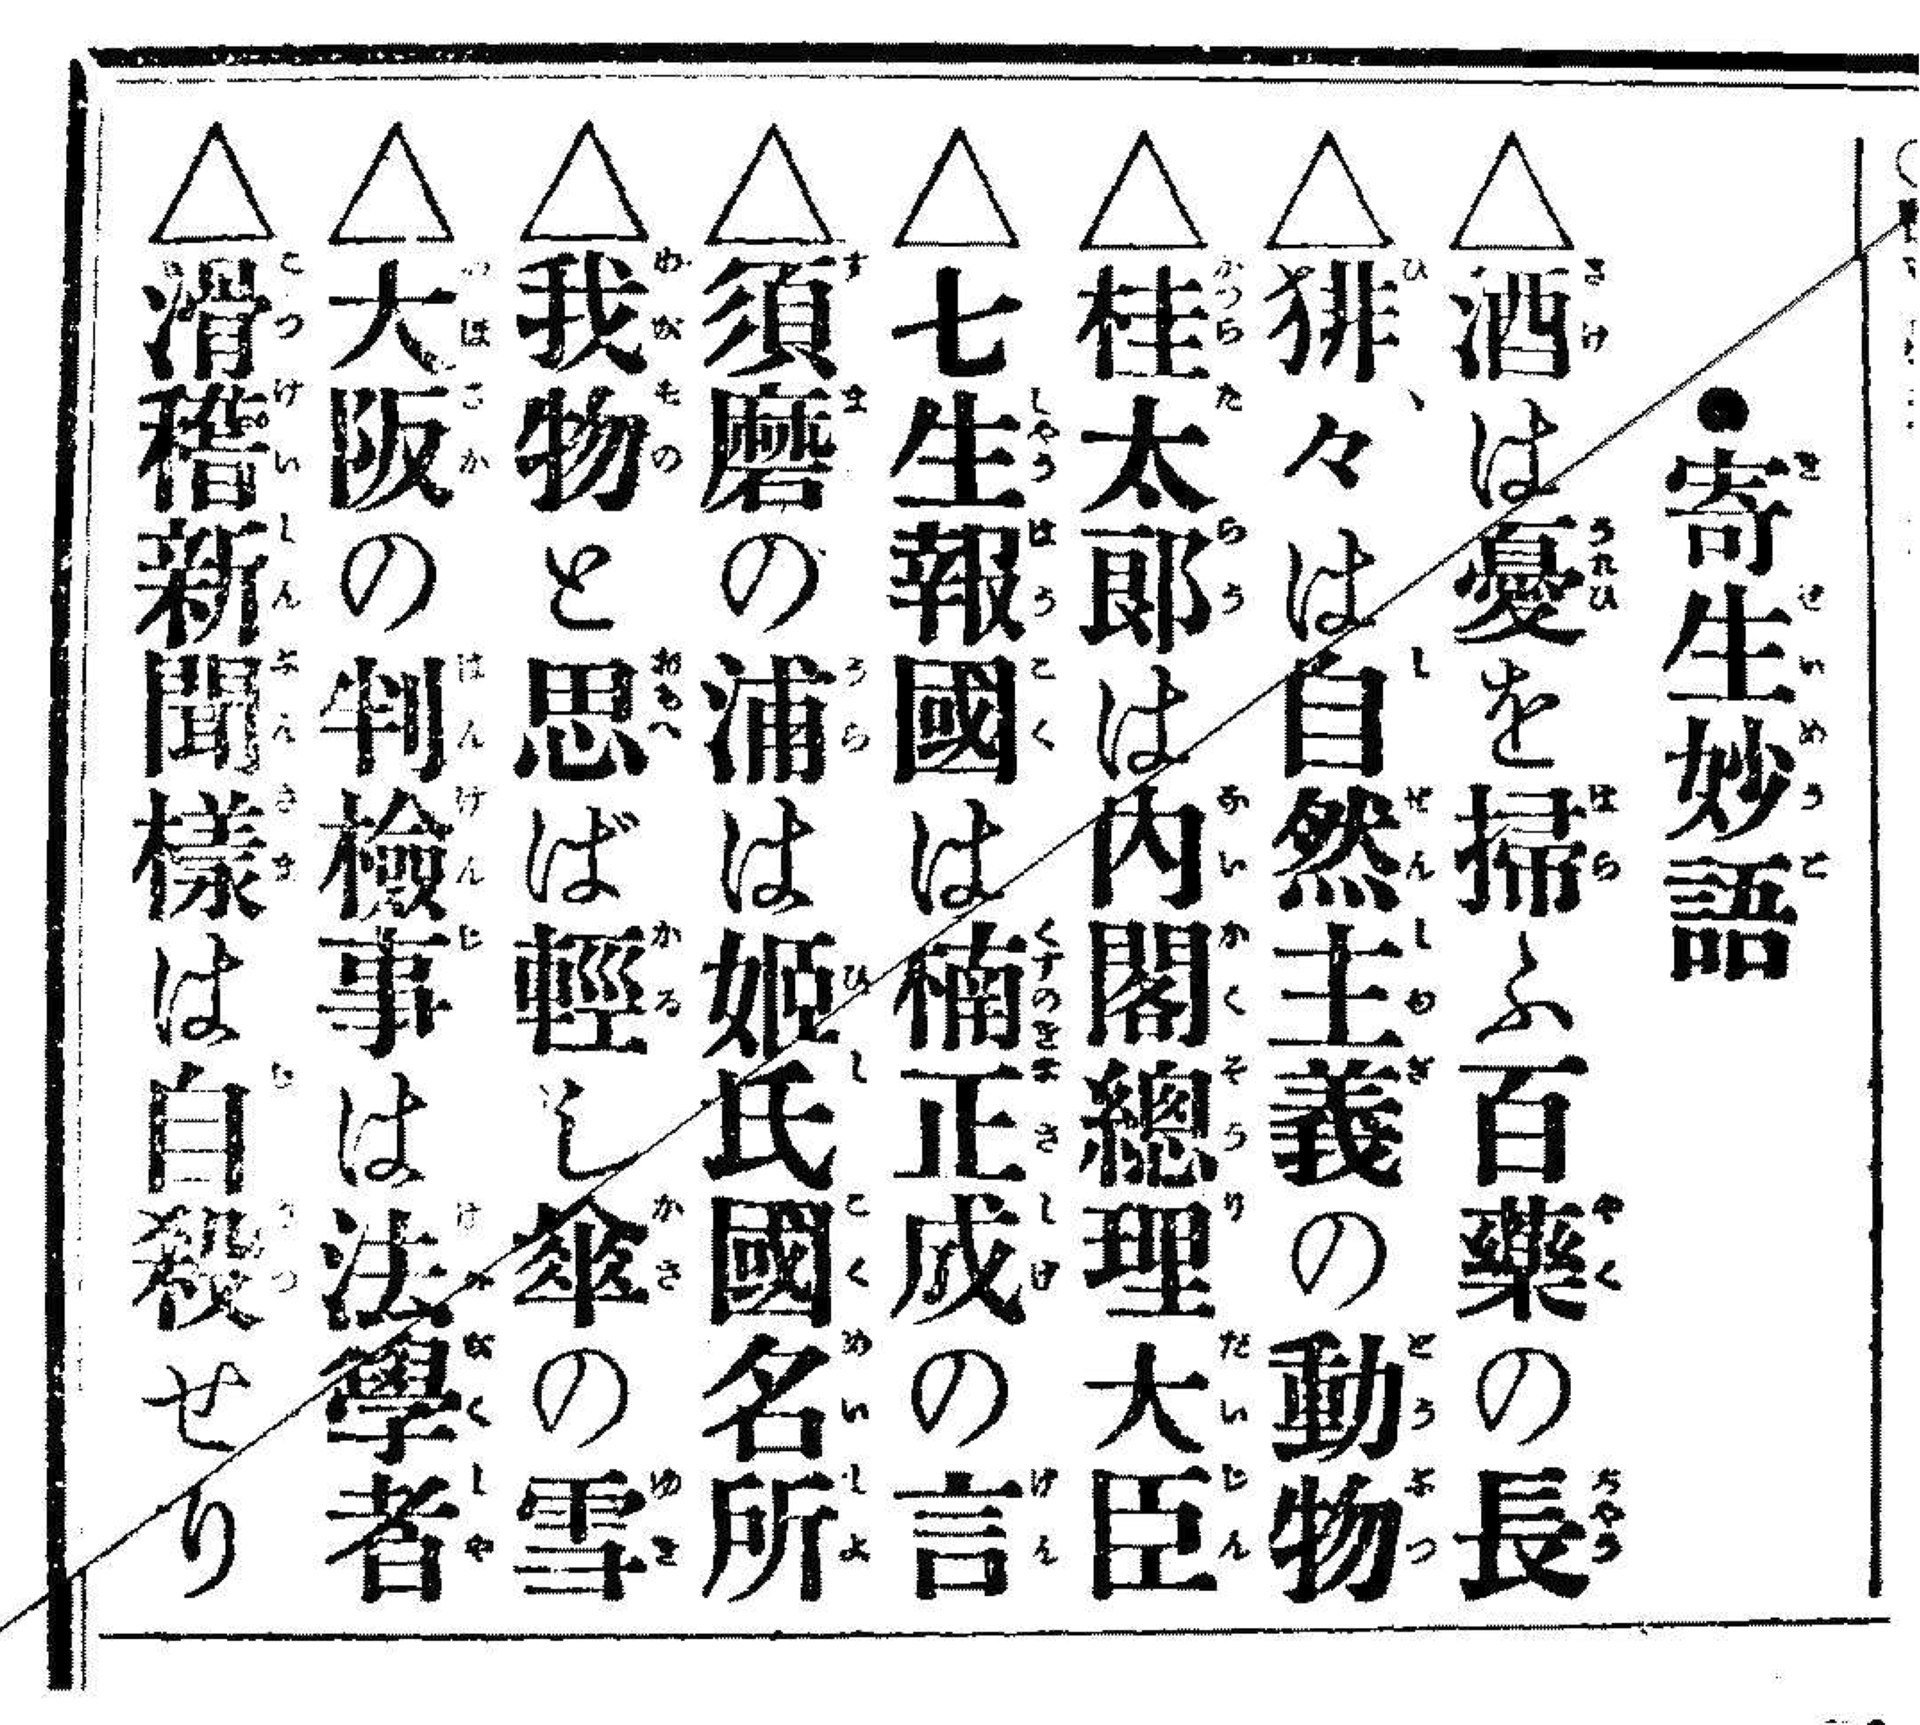 ●寄生妙語
△酒は憂を掃ふ百藥の長
△狒々は自然主義の動物
△桂太郎は内閣總理大臣
△七生報國は楠正成の言
△須磨の浦は姫氏國名所
△我物と思ば輕し傘の雪
△大阪の判檢事は法學者
△滑稽新聞樣は自殺せり